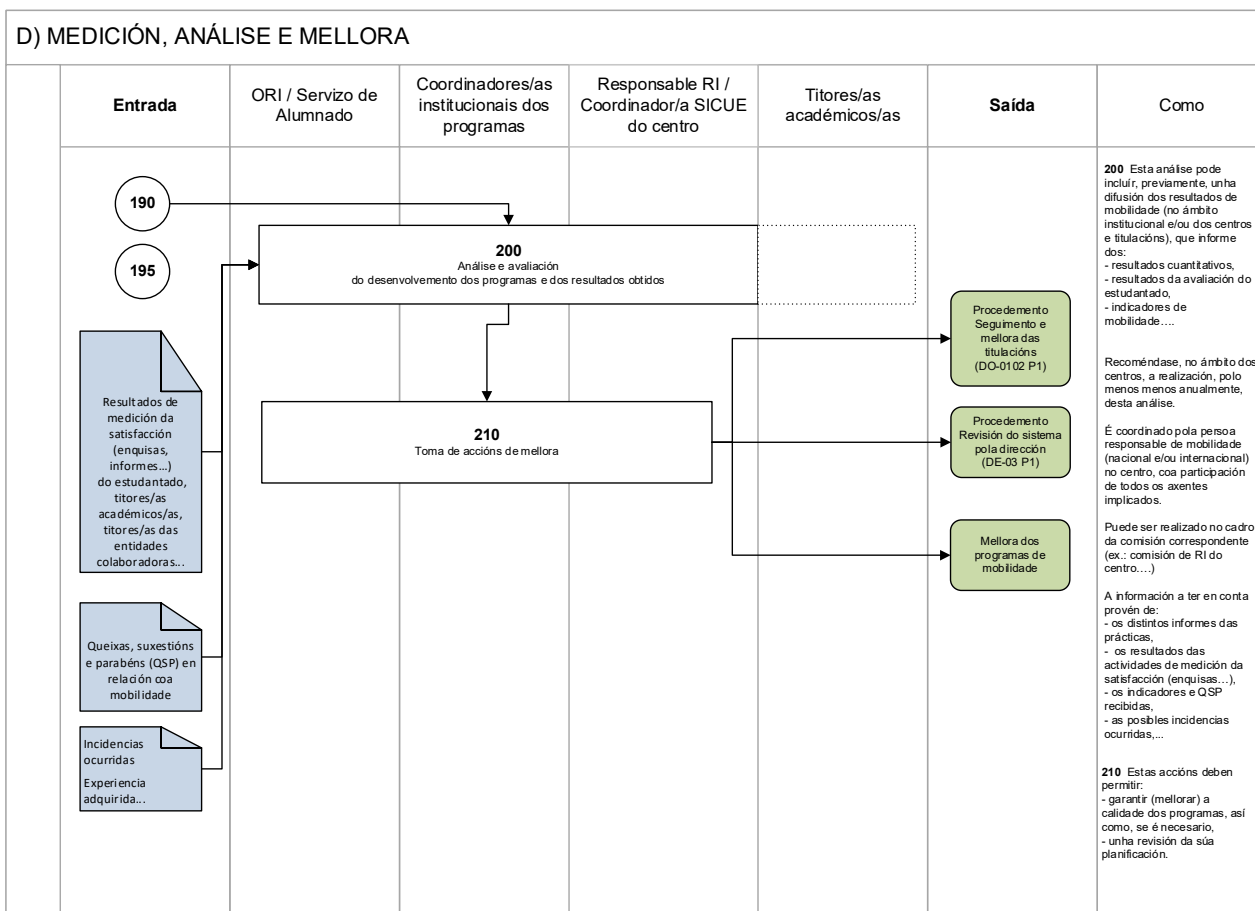 D) MEDICIÓN, ANÁLISE E MELLORA
Entrada
ORI / Servizo de
Alumnado
Coordinadores/as
institucionais dos
programas
Responsable RI /
Coordinador/a SICUE
do centro
Titores/as
académicos/as
Saída
Como
190
195
200
Análise e avaliación
do desenvolvemento dos programas e dos resultados obtidos
Resultados de
medición da
satisfacción
(enquisas,
informes...)
do estudantado,
titores/as
académicos/as,
titores/as das
entidades
colaboradoras...
210
Toma de accións de mellora
Queixas, suxestións
e parabéns (QSP) en
relación coa
mobilidade
Incidencias
ocurridas
Experiencia
adquirida...
Procedemento
Seguimento e
mellora das
titulacións
(DO-0102 P1)
Procedemento
Revisión do sistema
pola dirección
(DE-03 P1)
Mellora dos
programas de
mobilidade
200 Esta análise pode
incluír, previamente, unha
difusión dos resultados de
mobilidade (no ámbito
institucional e/ou dos centros
e titulacións), que informe
dos:
- resultados cuantitativos,
- resultados da avaliación do
estudantado,
- indicadores de
mobilidade....
Recoméndase, no ámbito dos
centros, a realización, polo
menos menos anualmente,
desta análise.
É coordinado pola persoa
responsable de mobilidade
(nacional e/ou internacional)
no centro, coa participación
de todos os axentes
implicados.
Puede ser realizado no cadro
da comisión correspondente
(ex.: comisión de RI do
centro....)
A información a ter en conta
provén de:
- os distintos informes das
prácticas,
- os resultados das
actividades de medición da
satisfacción (enquisas...),
- os indicadores e QSP
recibidas,
- as posibles incidencias
ocurridas,...
210 Estas accións deben
permitir:
- garantir (mellorar) a
calidade dos programas, así
como, se é necesario,
- unha revisión da súa
planificación.